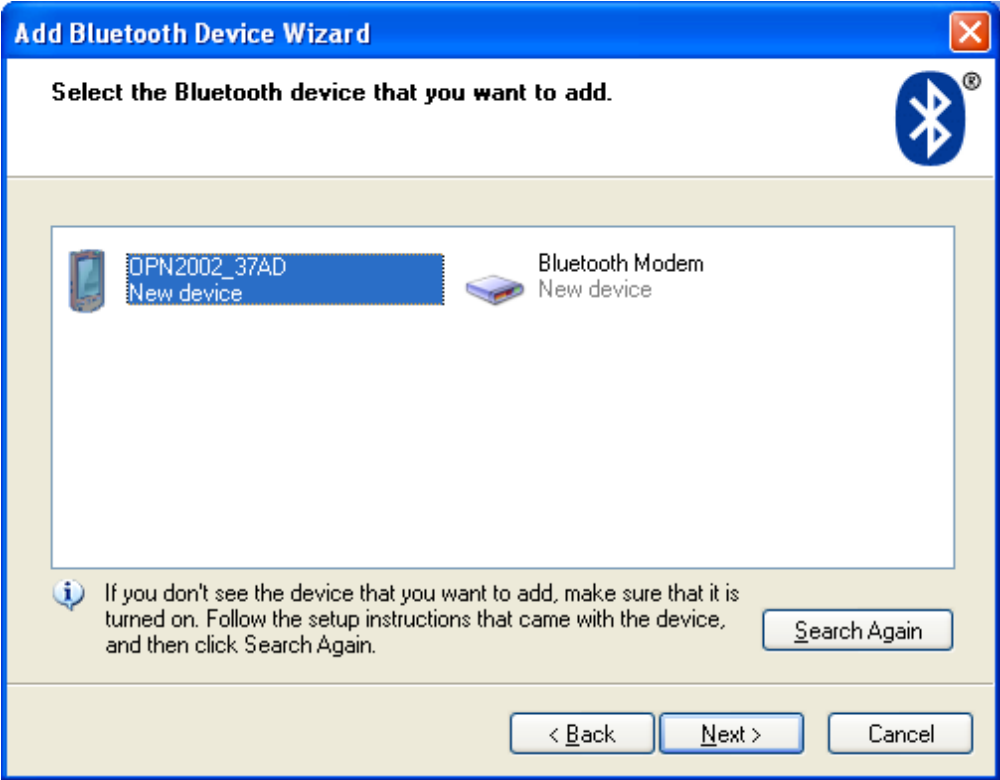 Add Bluetooth Device Wizard
Select the Bluetooth device that you want to add.
®
OPN2002_37AD
New device
Bluetooth Modem
New device
If you don't see the device that you want to add, make sure that it is
turned on. Follow the setup instructions that came with the device,
and then click Search Again.
Search Again
< Back
Next >
Cancel